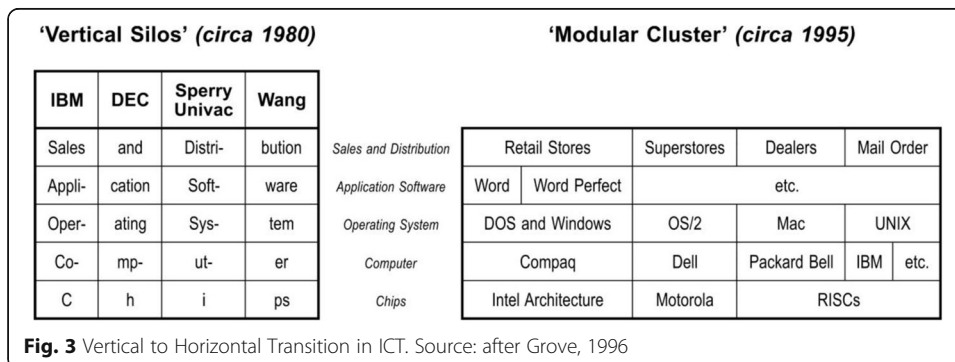 'Vertical Silos' (circa 1980)
'Modular Cluster' (circa 1995)
IBM DEC Sperry Univac Wang
Sales and Distri- bution
Appli- cation Soft- ware
Oper- ating Sys- tem
Co- mp- ut- er
C h i ps
Sales and Distribution
Application Software
Operating System
Computer
Chips
Retail Stores Superstores Dealers Mail Order
Word Word Perfect etc.
DOS and Windows OS/2 Mac UNIX
Compaq Dell Packard Bell IBM etc.
Intel Architecture Motorola RISCs
Fig. 3 Vertical to Horizontal Transition in ICT. Source: after Grove, 1996